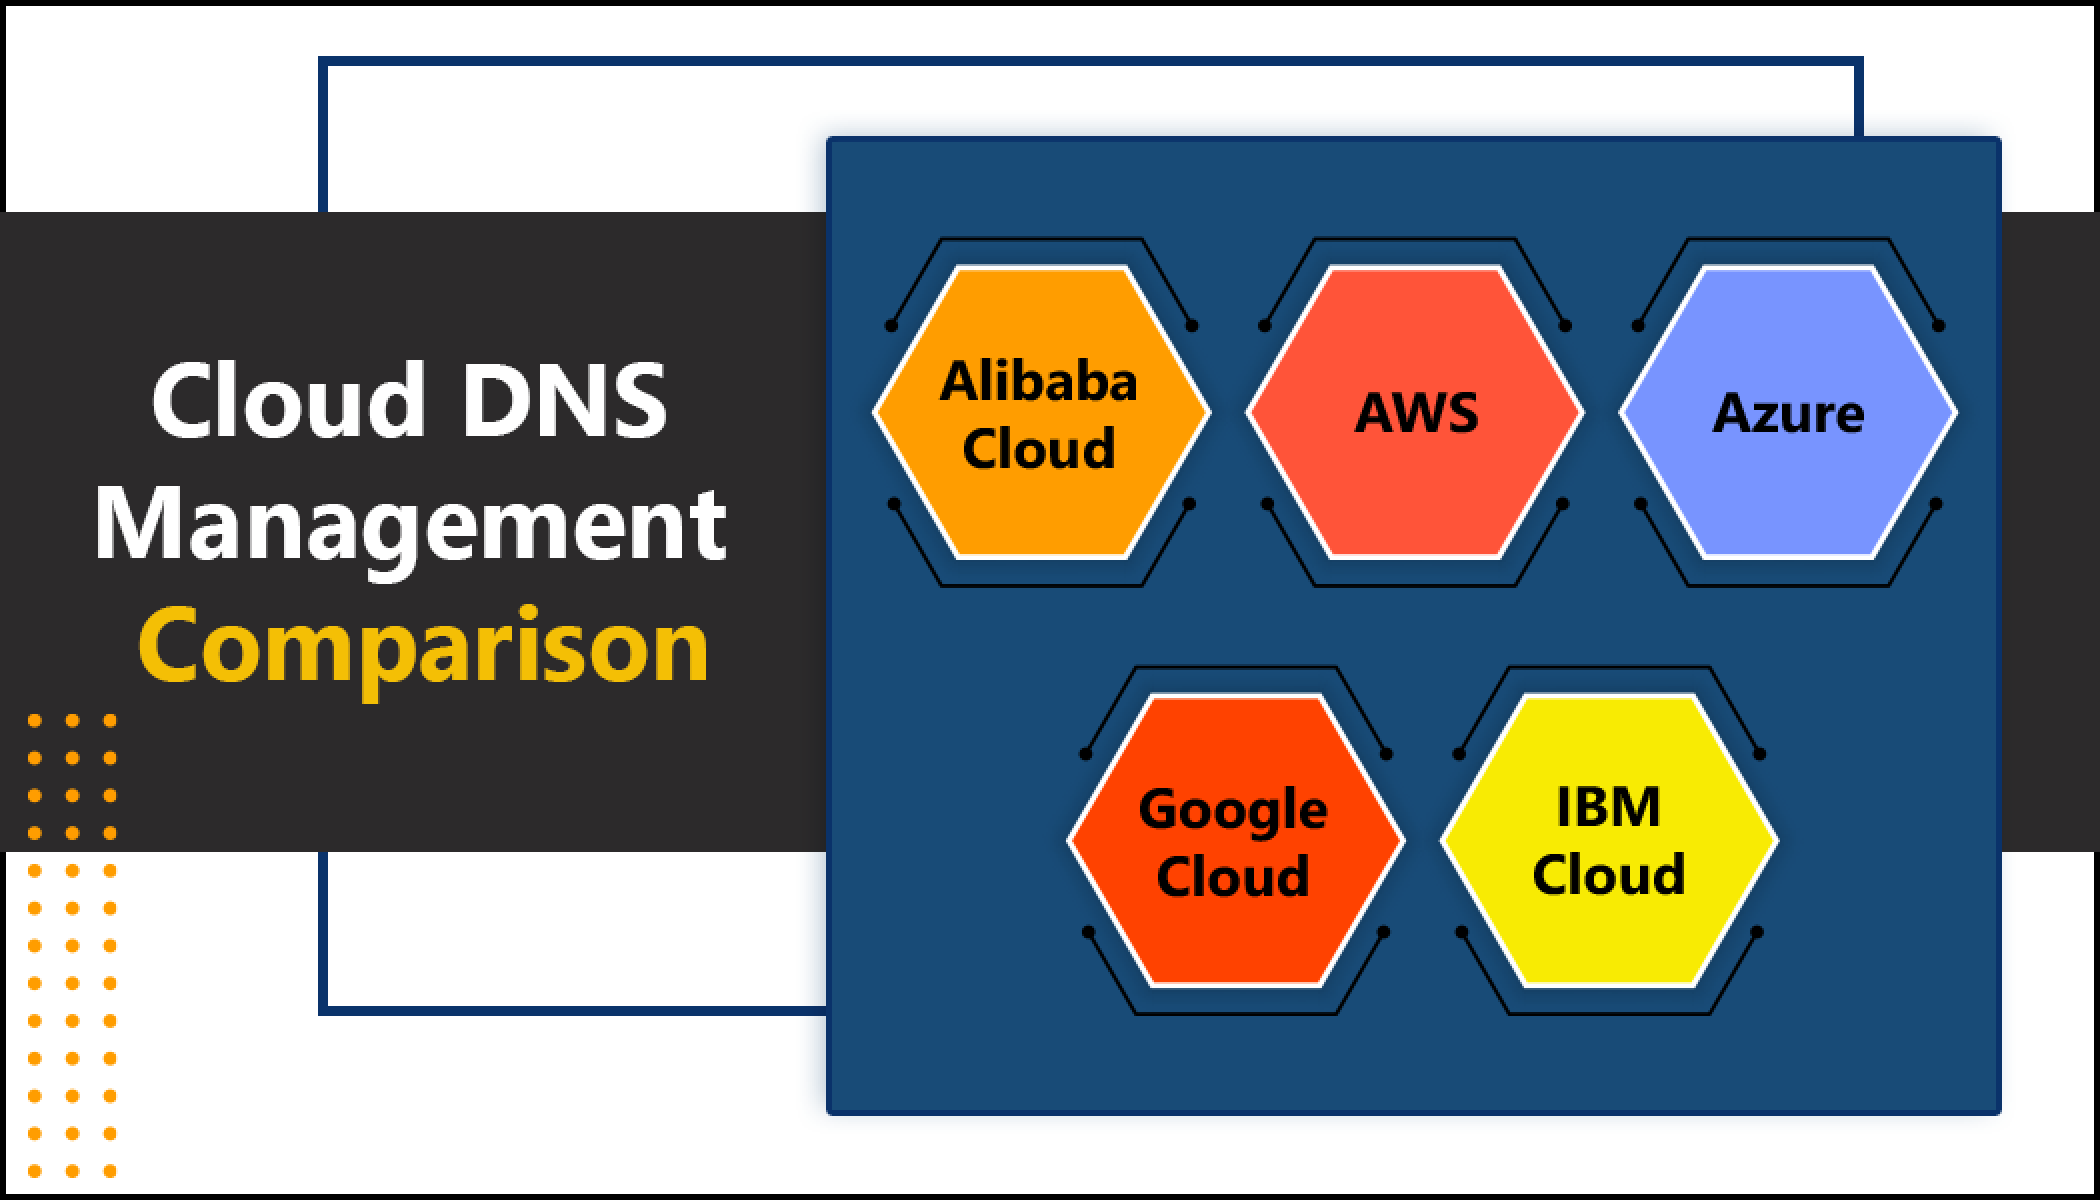 Cloud DNS
Management
Comparison
Alibaba
Cloud
AWS
Azure
Google
Cloud
IBM
Cloud